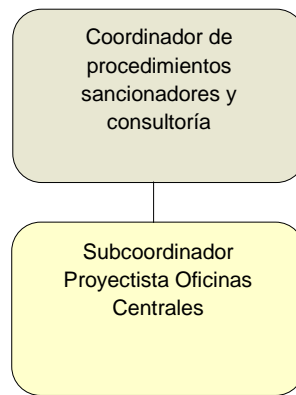 Coordinador de
procedimientos
sancionadores y
consultoría
Subcoordinador
Proyectista Oficinas
Centrales